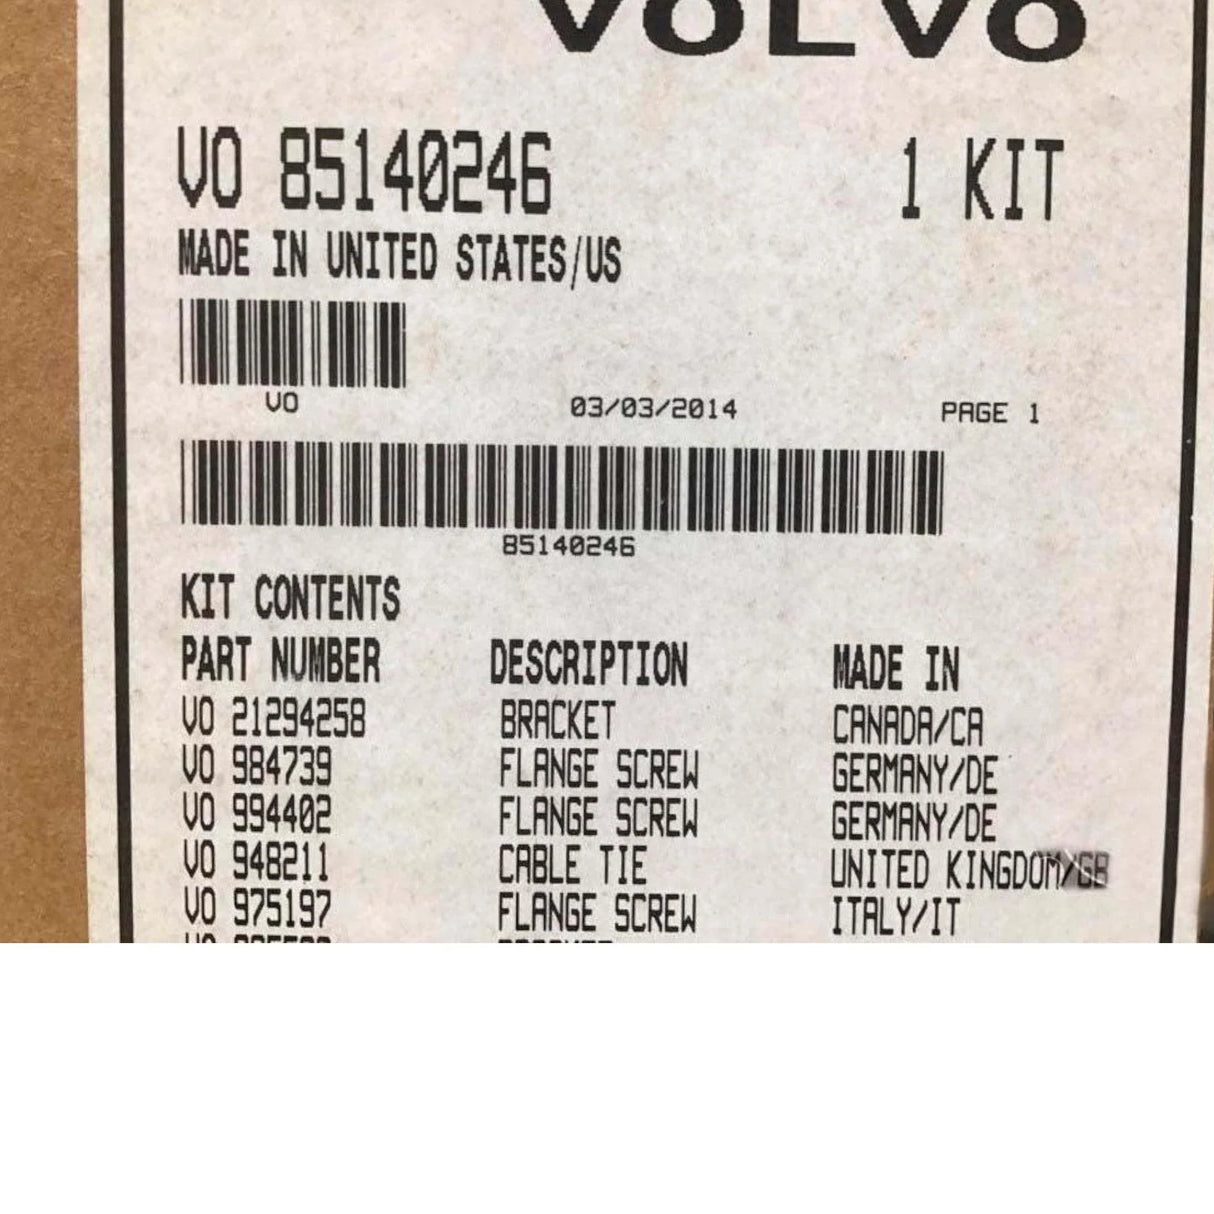 VOLVO
VO 85140246 1 KIT
MADE IN UNITED STATES/US
VO 03/03/2014 PAGE 1
85140246
KIT CONTENTS
PART NUMBER DESCRIPTION MADE IN
VO 21294258 BRACKET CANADA/CA
VO 984739 FLANGE SCREW GERMANY/DE
VO 994402 FLANGE SCREW GERMANY/DE
VO 948211 CABLE TIE UNITED KINGDOM/GB
VO 975197 FLANGE SCREW ITALY/IT